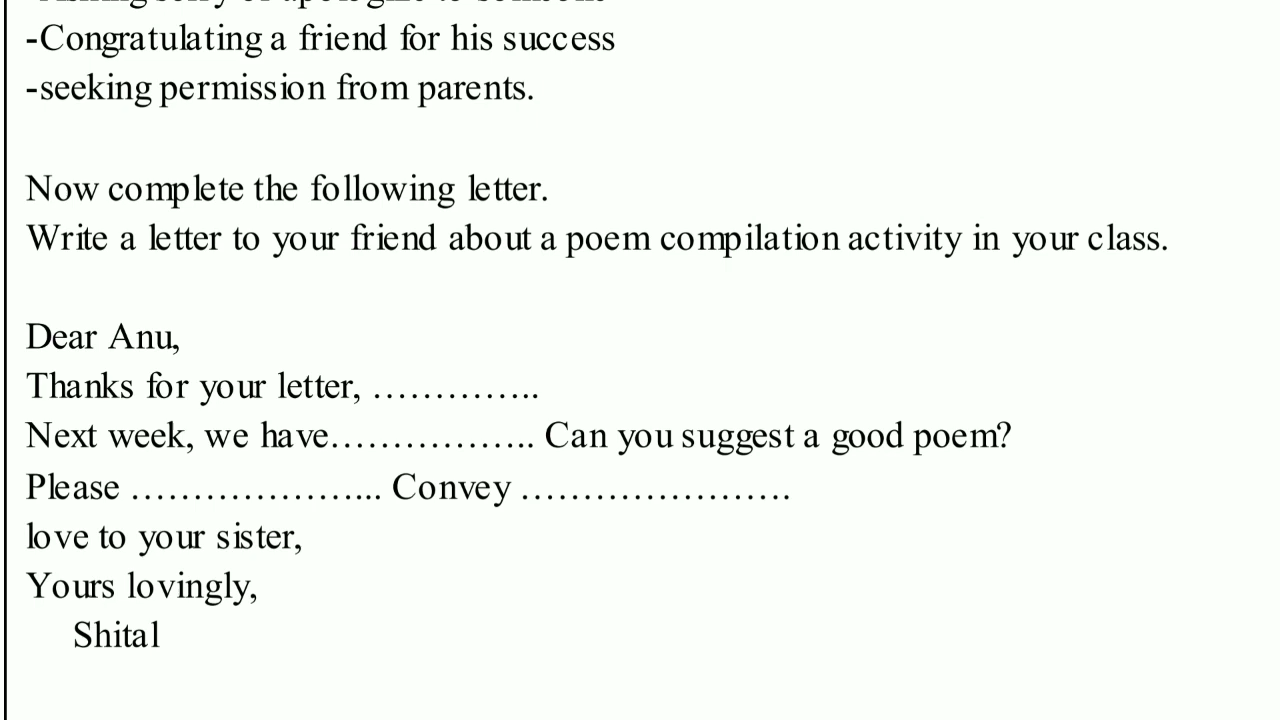 -Congratulating a friend for his success
-seeking permission from parents.
Now complete the following letter.
Write a letter to your friend about a poem compilation activity in your class.
Dear Anu,
Thanks for your letter, …………..
Next week, we have…………….. Can you suggest a good poem?
Please ………………... Convey ………………….
love to your sister,
Yours lovingly,
Shital